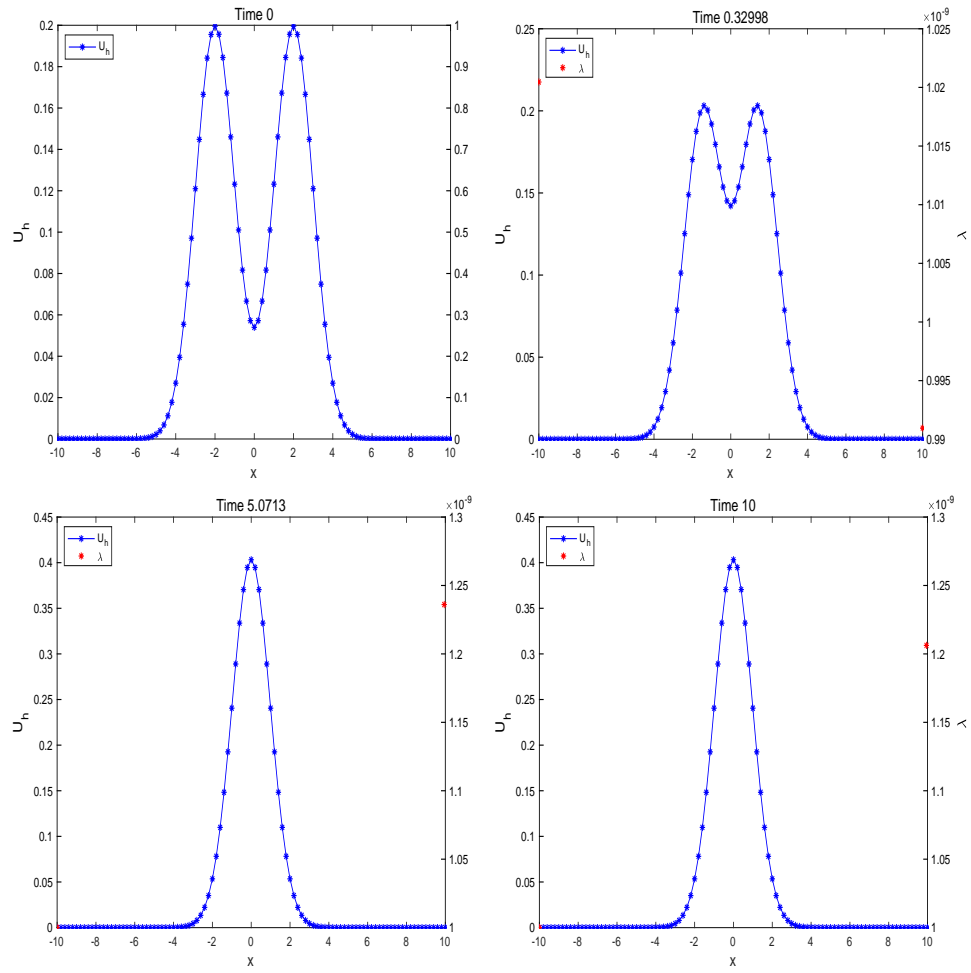 Time 0
U_h
0.2
0.18
0.16
0.14
0.12
0.1
0.08
0.06
0.04
0.02
0
U_h
1
0.9
0.8
0.7
0.6
0.5
0.4
0.3
0.2
0.1
0
-10 -8 -6 -4 -2 0 2 4 6 8 10
x
Time 0.32998
×10^-9
U_h
λ
0.25
0.2
0.15
0.1
0.05
0
U_h
1.025
1.02
1.015
1.01
1.005
1
0.995
0.99
λ
-10 -8 -6 -4 -2 0 2 4 6 8 10
x
Time 5.0713
×10^-9
U_h
λ
0.45
0.4
0.35
0.3
0.25
0.2
0.15
0.1
0.05
0
U_h
1.3
1.25
1.2
1.15
1.1
1.05
1
-10 -8 -6 -4 -2 0 2 4 6 8 10
x
Time 10
×10^-9
U_h
λ
0.45
0.4
0.35
0.3
0.25
0.2
0.15
0.1
0.05
0
U_h
1.3
1.25
1.2
1.15
1.1
1.05
1
λ
-10 -8 -6 -4 -2 0 2 4 6 8 10
x